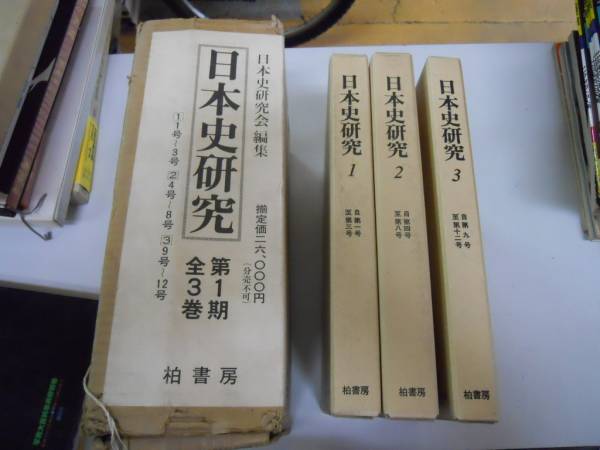 日本史研究会編集
日本史研究
①1号～3号 ②4号～8号 ③9号～12号
揃定価二六、〇〇〇円
（分売不可）
第1期
全3巻
柏書房
日本史研究 1
自第一号
至第三号
柏書房
日本史研究 2
自第四号
至第八号
柏書房
日本史研究 3
自第九号
至第十二号
柏書房